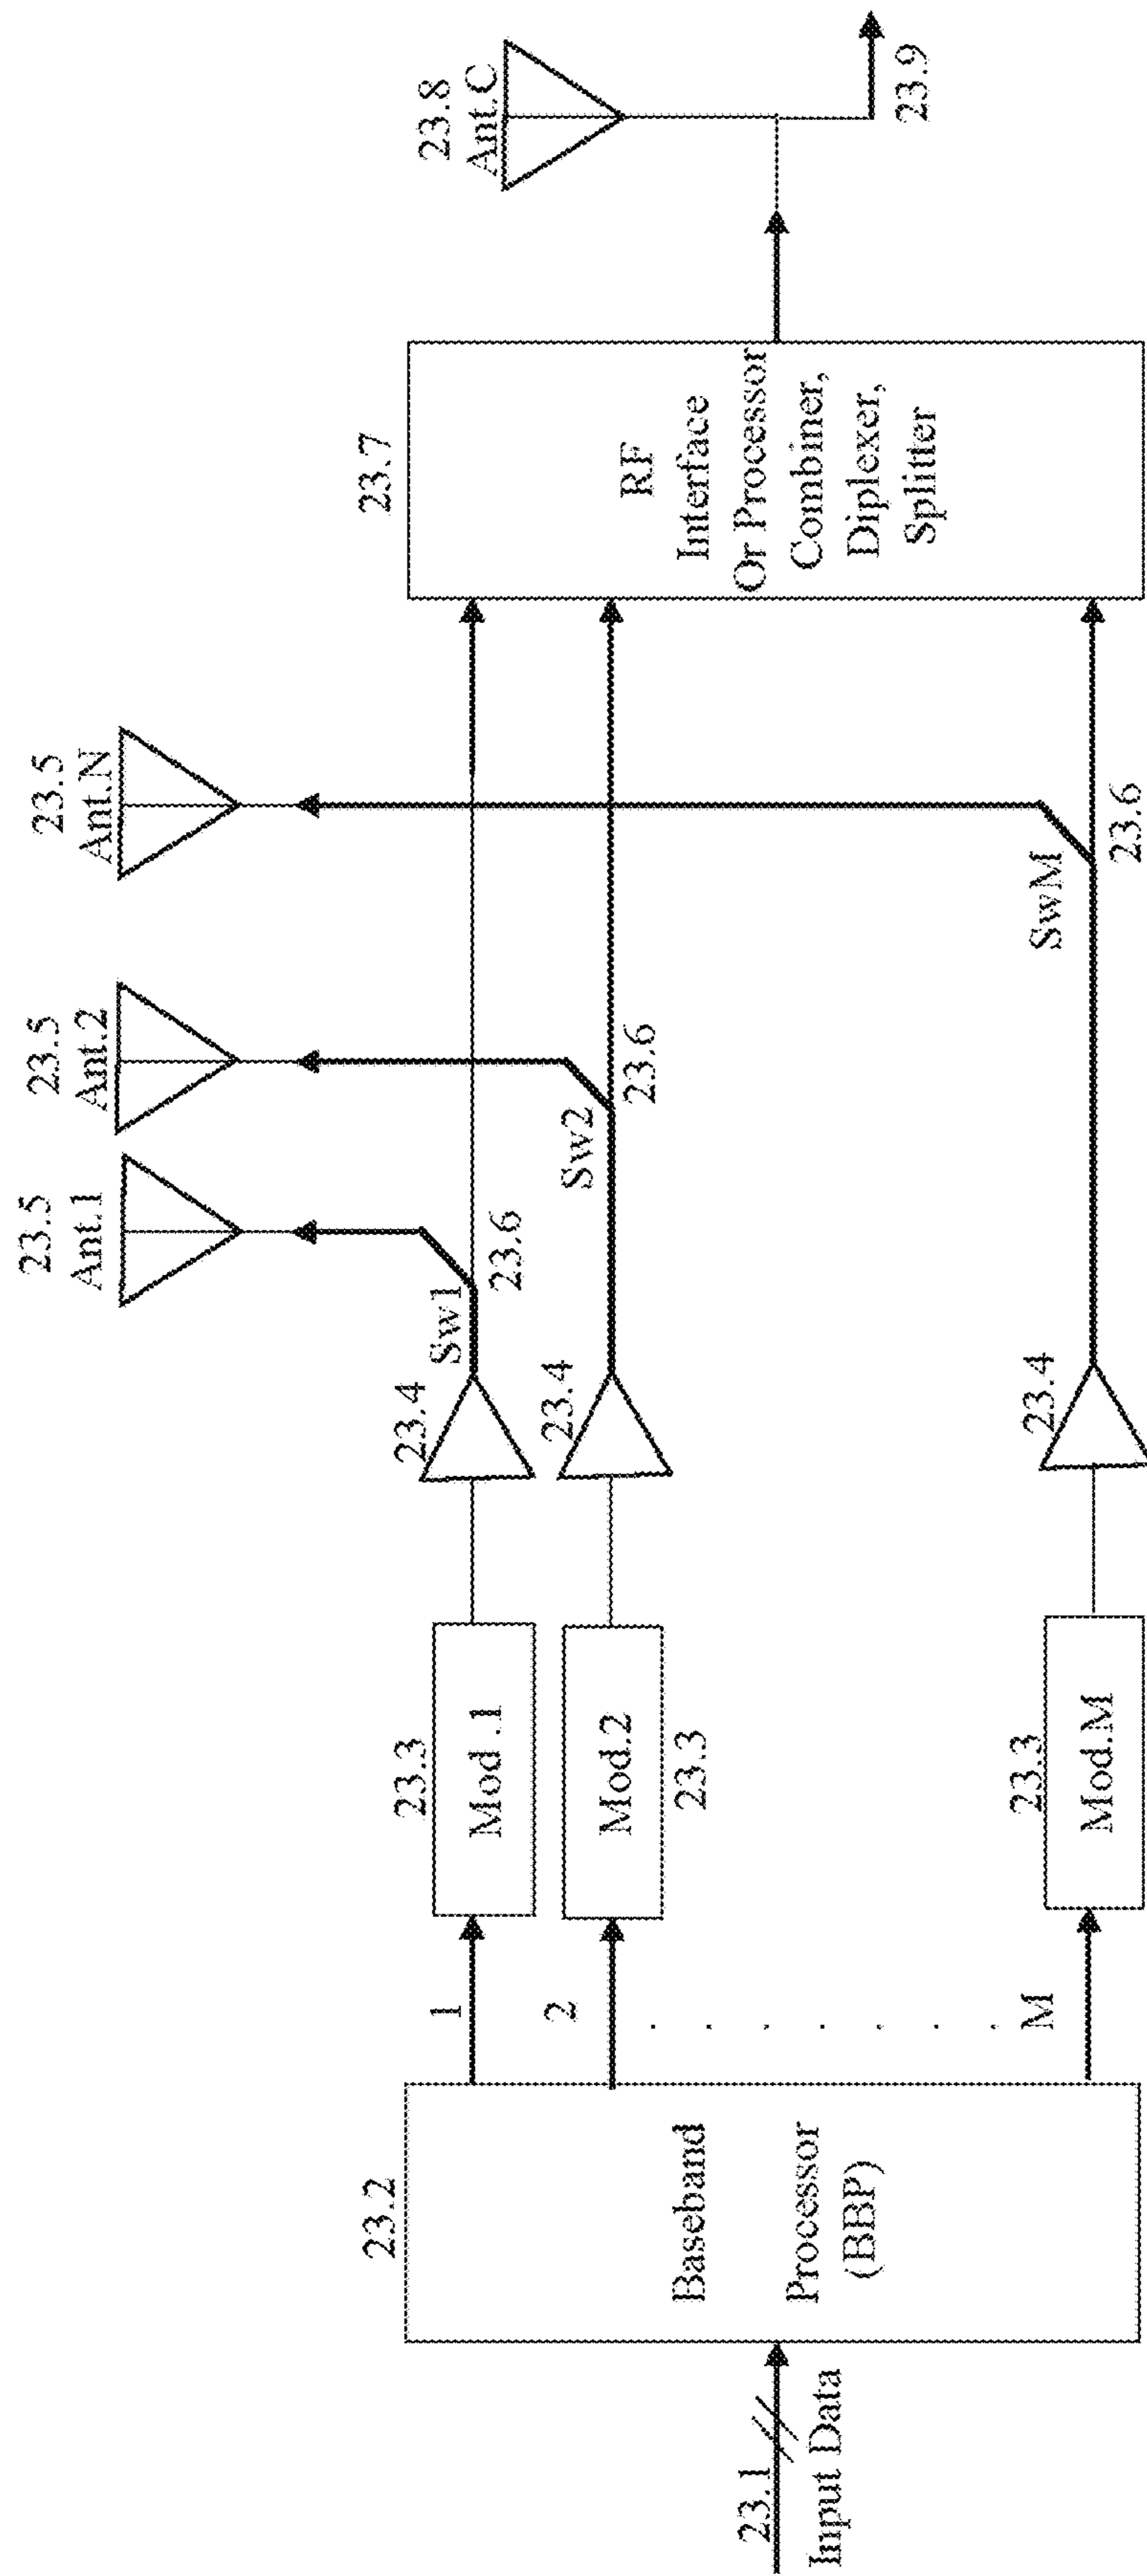 23.1
Input Data
23.2
Baseband
Processor
(BBP)
1
2
M
23.3
Mod .1
Mod.2
23.3
23.3
Mod.M
23.4
23.4
23.4
Sw1
23.6
Sw2
23.6
SwM
23.6
23.5
Ant.1
23.5
Ant.2
23.5
Ant.N
23.7
RF
Interface
Or Processor
Combiner,
Diplexer,
Splitter
23.8
Ant.C
23.9